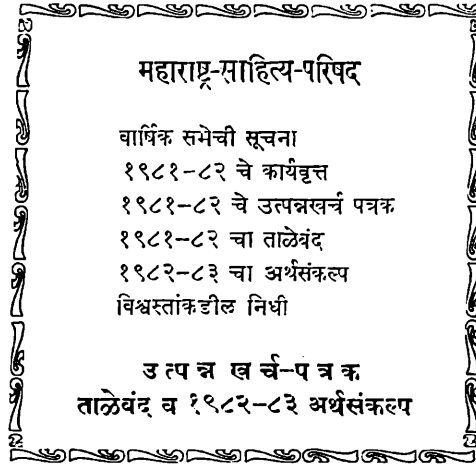 महाराष्ट्र-साहित्य-परिषद
वार्षिक सभेची सूचना
१९८१-८२ चे कार्यवृत्त
१९८१-८२ चे उत्पन्नखर्च पत्रक
१९८१-८२ चा ताळेबंद
१९८२-८३ चा अर्थसंकल्प
विश्वस्तांकडील निधी
उत्पन्न खर्च-पत्रक
ताळेबंद व १९८२-८३ अर्थसंकल्प